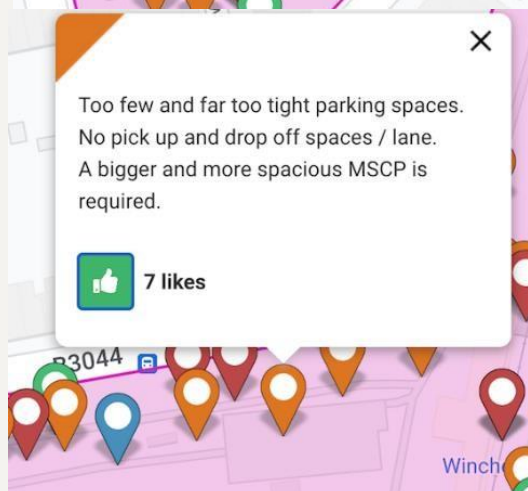 Too few and far too tight parking spaces.
No pick up and drop off spaces / lane.
A bigger and more spacious MSCP is
required.
7 likes
B3044
Winch